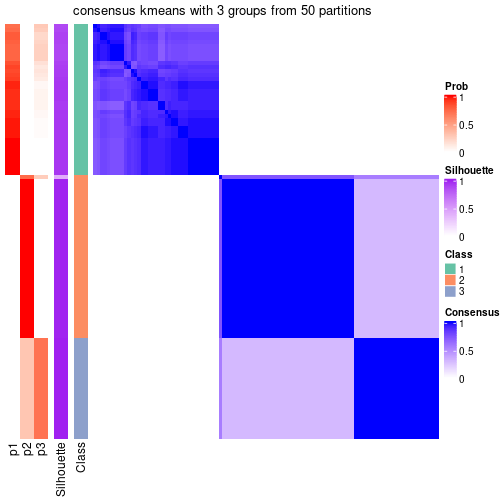 consensus kmeans with 3 groups from 50 partitions
Prob
1
0.5
0
Silhouette
1
0.5
0
Class
1
2
3
Consensus
1
0.5
0
p1
p2
p3
Silhouette
Class